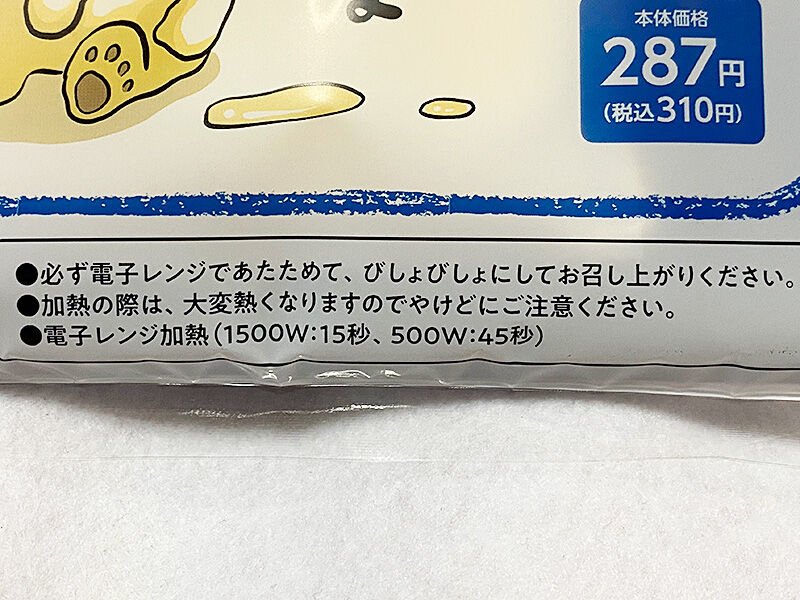 本体価格
287円
(税込310円)
●必ず電子レンジであたためて、びしょびしょにしてお召し上がりください。
●加熱の際は、大変熱くなりますのでやけどにご注意ください。
●電子レンジ加熱(1500W:15秒、500W:45秒)